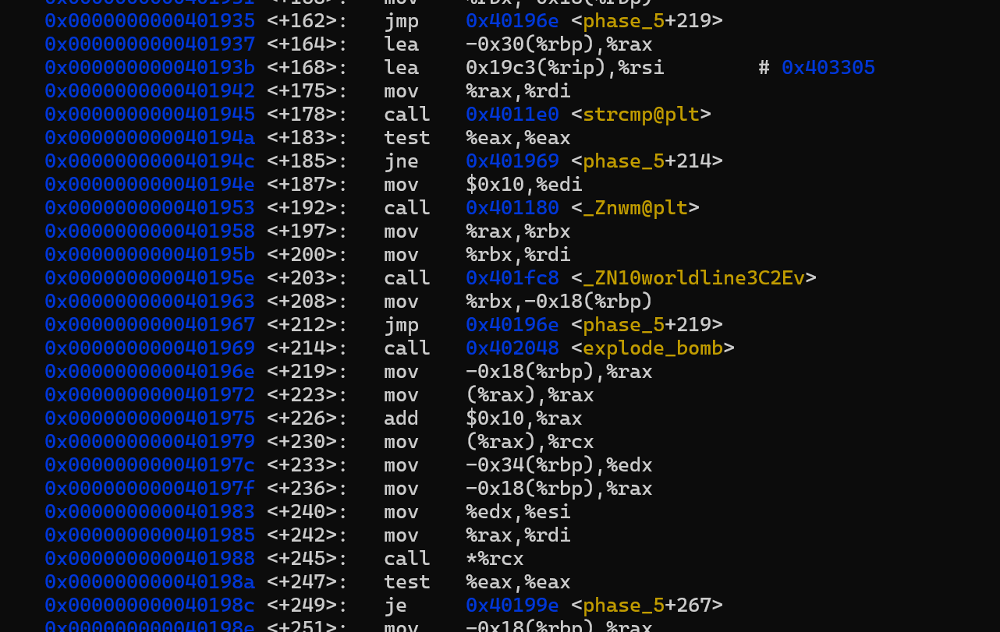 0x0000000000401931 <+168>: mov %rbx,-0x18(%rbp)
0x0000000000401935 <+162>: jmp 0x40196e <phase_5+219>
0x0000000000401937 <+164>: lea -0x30(%rbp),%rax
0x000000000040193b <+168>: lea 0x19c3(%rip),%rsi # 0x403305
0x0000000000401942 <+175>: mov %rax,%rdi
0x0000000000401945 <+178>: call 0x4011e0 <strcmp@plt>
0x000000000040194a <+183>: test %eax,%eax
0x000000000040194c <+185>: jne 0x401969 <phase_5+214>
0x000000000040194e <+187>: mov $0x10,%edi
0x0000000000401953 <+192>: call 0x401180 <_Znwm@plt>
0x0000000000401958 <+197>: mov %rax,%rbx
0x000000000040195b <+200>: mov %rbx,%rdi
0x000000000040195e <+203>: call 0x401fc8 <_ZN10worldline3C2Ev>
0x0000000000401963 <+208>: mov %rbx,-0x18(%rbp)
0x0000000000401967 <+212>: jmp 0x40196e <phase_5+219>
0x0000000000401969 <+214>: call 0x402048 <explode_bomb>
0x000000000040196e <+219>: mov -0x18(%rbp),%rax
0x0000000000401972 <+223>: mov (%rax),%rax
0x0000000000401975 <+226>: add $0x10,%rax
0x0000000000401979 <+230>: mov (%rax),%rcx
0x000000000040197c <+233>: mov -0x34(%rbp),%edx
0x000000000040197f <+236>: mov -0x18(%rbp),%rax
0x0000000000401983 <+240>: mov %edx,%esi
0x0000000000401985 <+242>: mov %rax,%rdi
0x0000000000401988 <+245>: call *%rcx
0x000000000040198a <+247>: test %eax,%eax
0x000000000040198c <+249>: je 0x40199e <phase_5+267>
0x000000000040198e <+251>: mov -0x18(%rbp),%rax